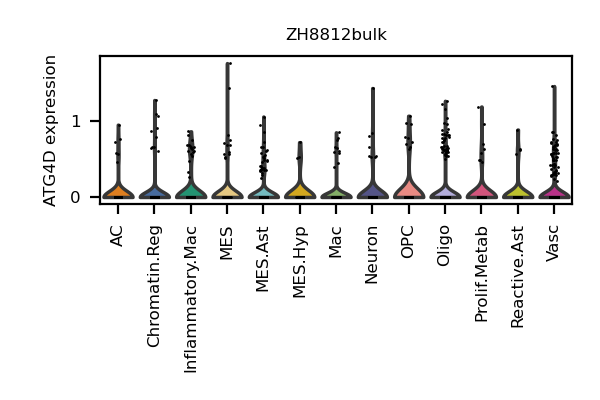 ZH8812bulk
ATG4D expression
1
0
AC
Chromatin.Reg
Inflammatory.Mac
MES
MES.Ast
MES.Hyp
Mac
Neuron
OPC
Oligo
Prolif.Metab
Reactive.Ast
Vasc